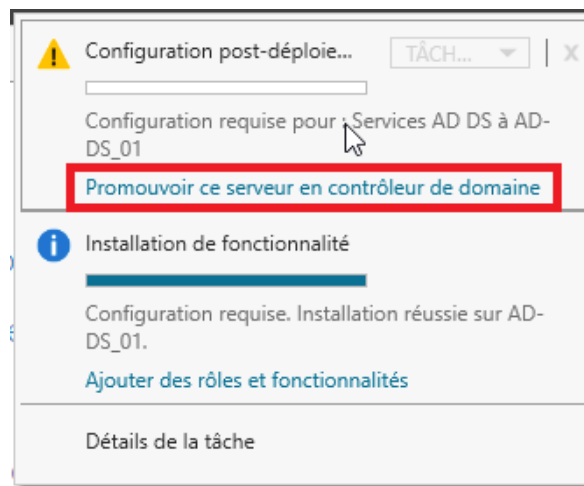 Configuration post-déploie...
TÂCH...
X
Configuration requise pour : Services AD DS à AD-
DS_01
Promouvoir ce serveur en contrôleur de domaine
Installation de fonctionnalité
Configuration requise. Installation réussie sur AD-
DS_01.
Ajouter des rôles et fonctionnalités
Détails de la tâche